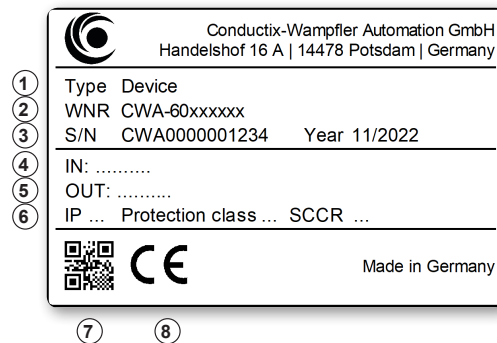 Conductix-Wampfler Automation GmbH
Handelshof 16 A | 14478 Potsdam | Germany
1 Type Device
2 WNR CWA-60xxxxxx
3 S/N CWA0000001234 Year 11/2022
4 IN: ..........
5 OUT: ..........
6 IP ... Protection class ... SCCR ...
CE Made in Germany
7 8